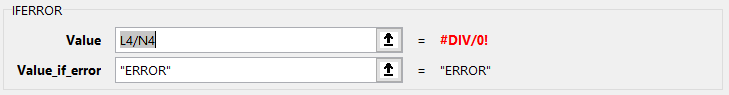 IFERROR
Value L4/N4 = #DIV/0!
Value_if_error "ERROR" = "ERROR"